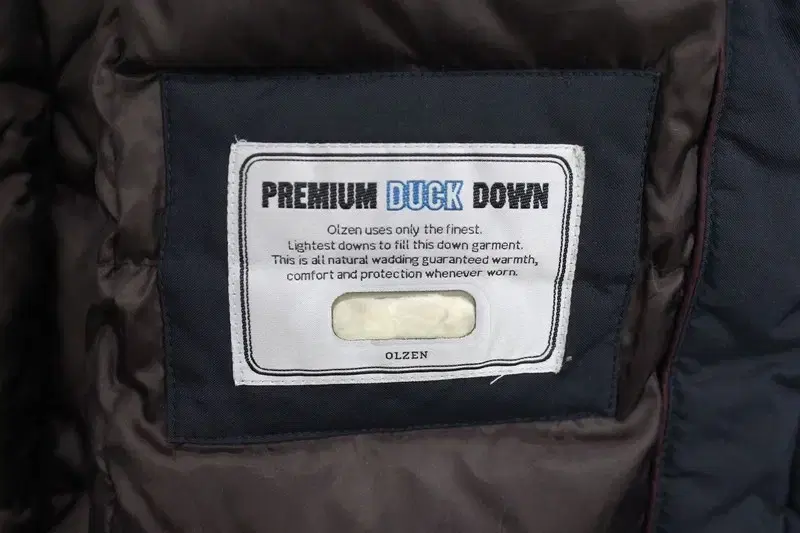 PREMIUM DUCK DOWN
Olzen uses only the finest.
Lightest downs to fill this down garment.
This is all natural wadding guaranteed warmth,
comfort and protection whenever worn.
OLZEN